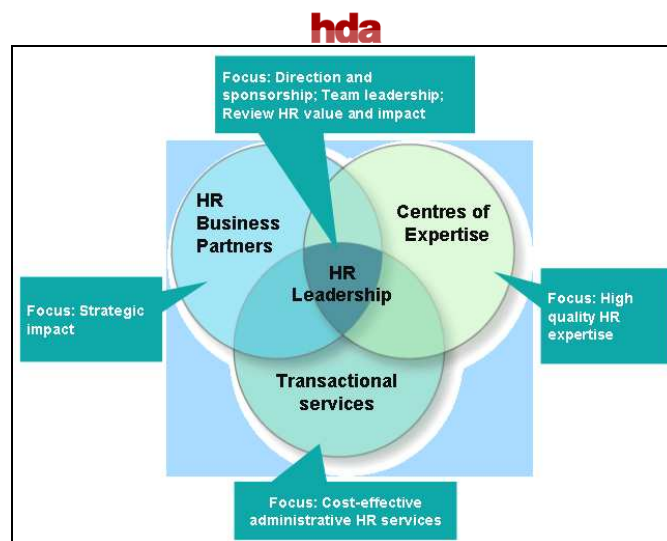 hda
Focus: Direction and
sponsorship; Team leadership;
Review HR value and impact
HR
Business
Partners
Centres of
Expertise
HR
Leadership
Focus: Strategic
impact
Focus: High
quality HR
expertise
Transactional
services
Focus: Cost-effective
administrative HR services